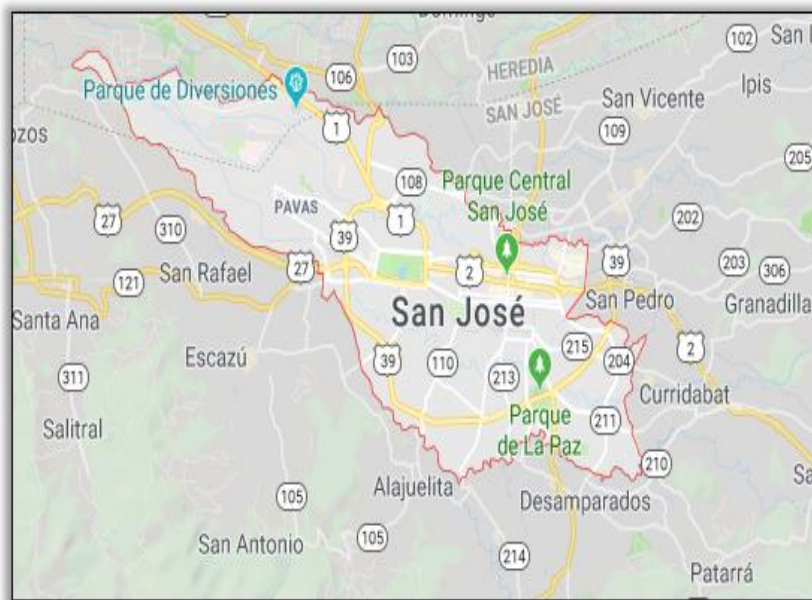 Domingo
103
102
San
HEREDIA
106
Ipis
Parque de Diversiones
SAN JOSÉ
San Vicente
1
109
ozos
205
108
Parque Central
San José
PAVAS
27
1
202
310
39
2
39
203
306
San Rafael
27
121
San Pedro
Granadilla
Santa Ana
San José
Escazú
39
110
215
204
2
311
213
Curridabat
Parque
de La Paz
211
Salitral
210
Sa
Alajuelita
105
Desamparados
San Antonio
105
214
Patarrá